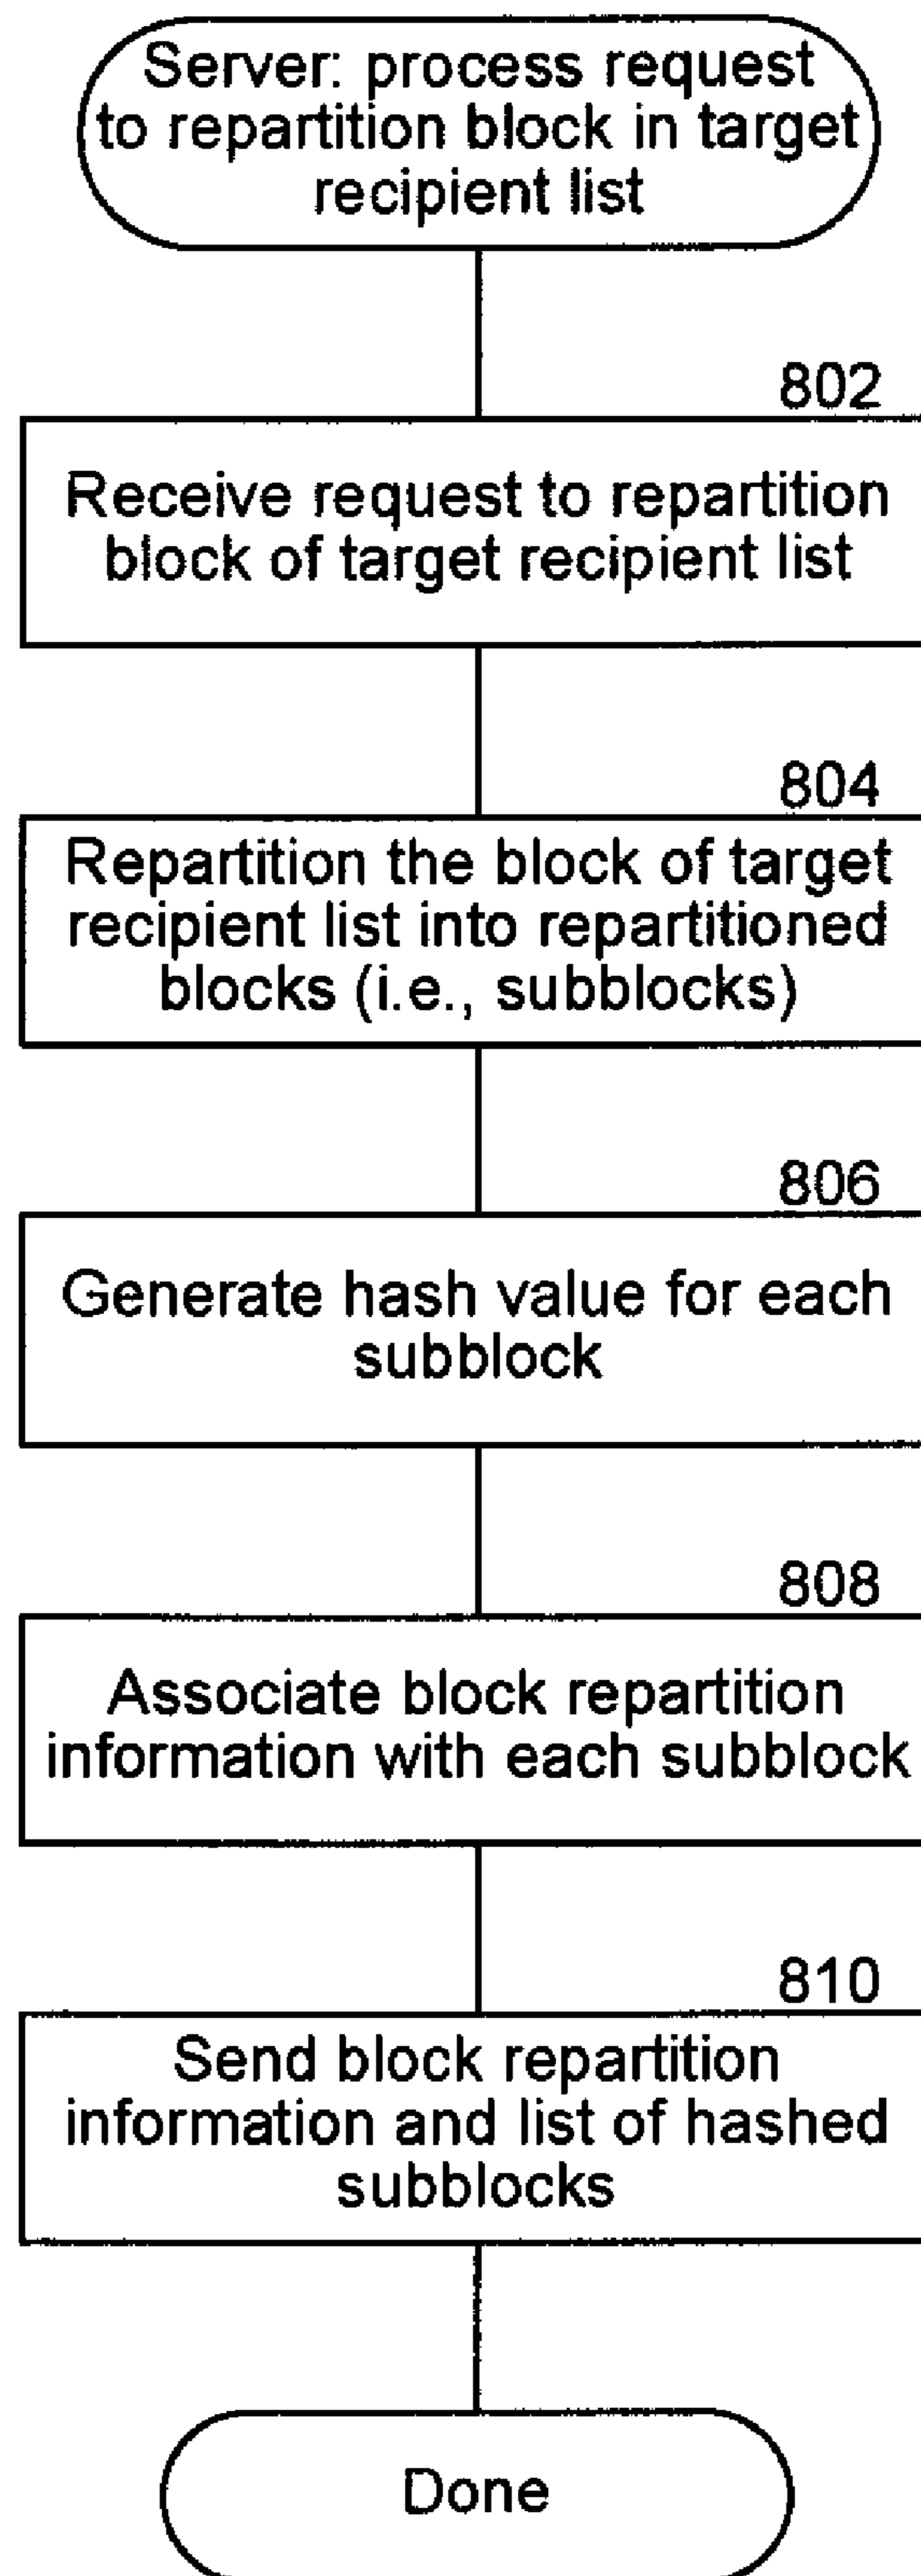 Server: process request
to repartition block in target
recipient list
802
Receive request to repartition
block of target recipient list
804
Repartition the block of target
recipient list into repartitioned
blocks (i.e., subblocks)
806
Generate hash value for each
subblock
808
Associate block repartition
information with each subblock
810
Send block repartition
information and list of hashed
subblocks
Done